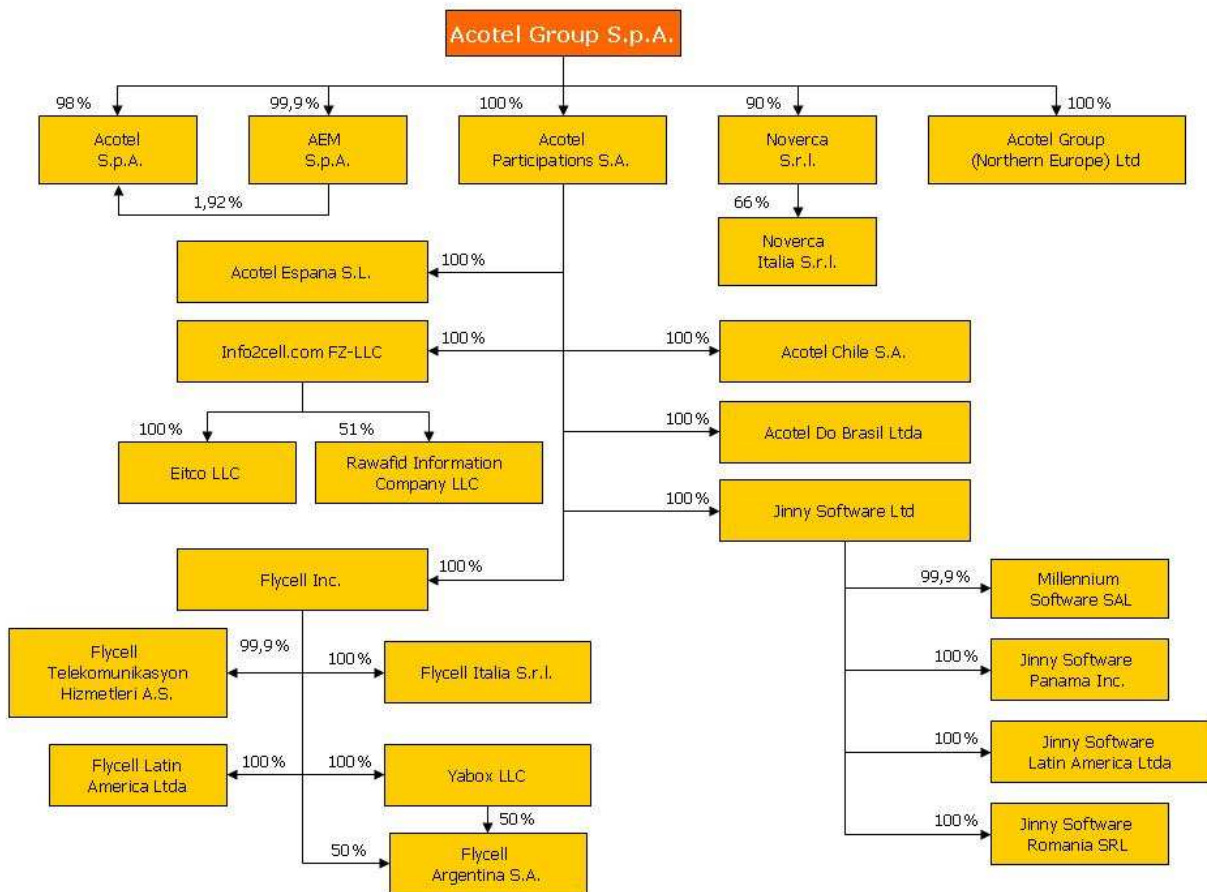 Acotel Group S.p.A.
98%
99,9%
100%
90%
100%
Acotel
S.p.A.
AEM
S.p.A.
Acotel
Participations S.A.
Noverca
S.r.l.
Acotel Group
(Northern Europe) Ltd
1,92%
66%
Noverca
Italia S.r.l.
Acotel Espana S.L.
100%
Info2cell.com FZ-LLC
100%
100%
Acotel Chile S.A.
100%
51%
Eitco LLC
Rawafid Information
Company LLC
100%
Acotel Do Brasil Ltda
100%
Jinny Software Ltd
Flycell Inc.
100%
99,9%
Millennium
Software SAL
Flycell
Telekomunikasyon
Hizmetleri A.S.
99,9%
100%
Flycell Italia S.r.l.
100%
Jinny Software
Panama Inc.
Flycell Latin
America Ltda
100%
100%
Yabox LLC
100%
Jinny Software
Latin America Ltda
50%
50%
Flycell
Argentina S.A.
100%
Jinny Software
Romania SRL